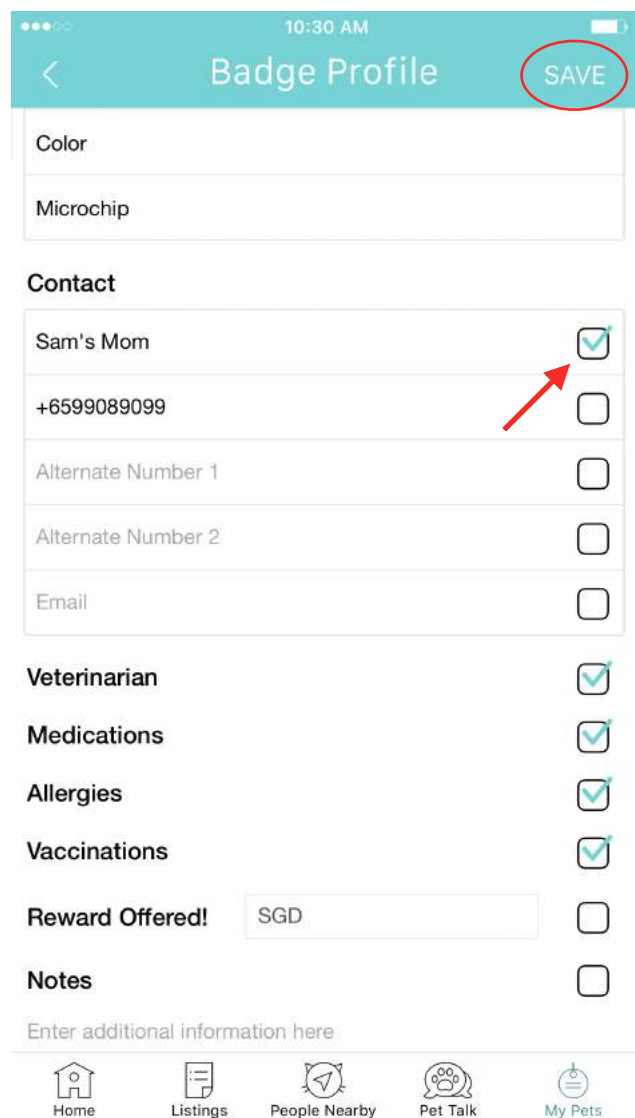 10:30 AM
Badge Profile SAVE
Color
Microchip
Contact
Sam's Mom
+6599089099
Alternate Number 1
Alternate Number 2
Email
Veterinarian
Medications
Allergies
Vaccinations
Reward Offered! SGD
Notes
Enter additional information here
Home Listings People Nearby Pet Talk My Pets